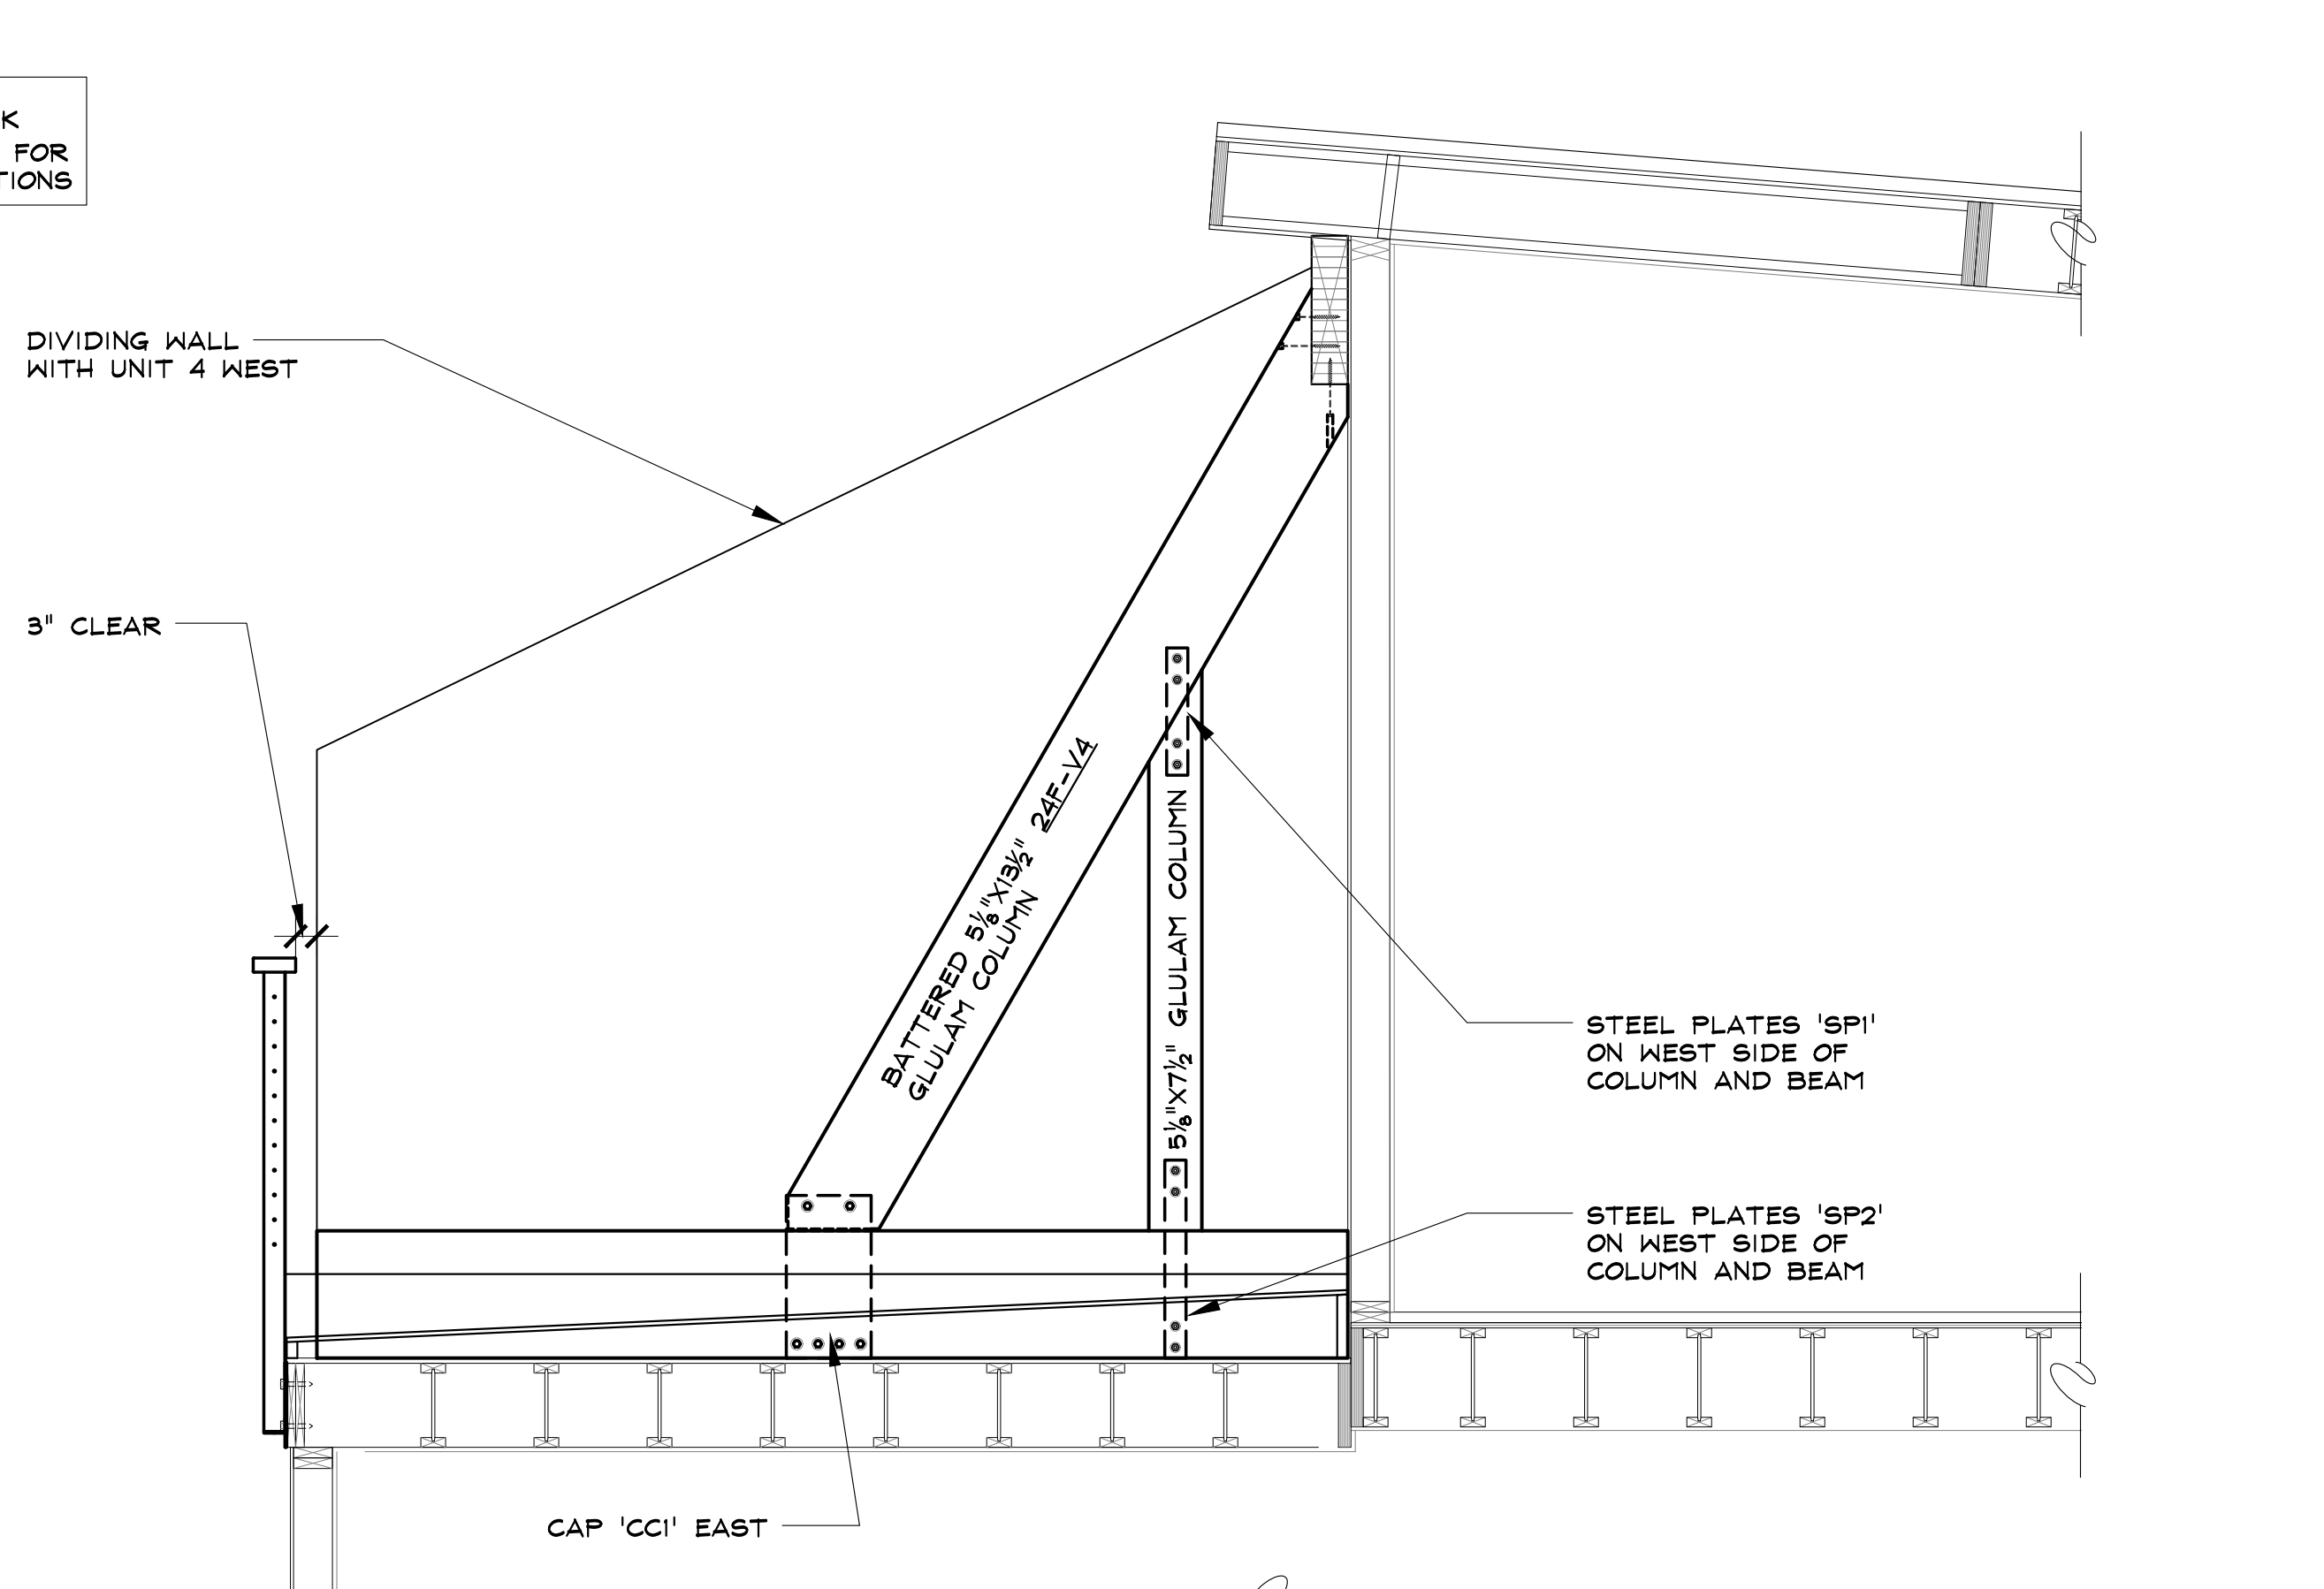 K
FOR
TIONS
DIVIDING WALL
WITH UNIT 4 WEST
3" CLEAR
BATTERED 5⅛"X13½" 24F-V4
GLULAM COLUMN
5⅛"X7½" GLULAM COLUMN
STEEL PLATES 'SP1'
ON WEST SIDE OF
COLUMN AND BEAM
STEEL PLATES 'SP2'
ON WEST SIDE OF
COLUMN AND BEAM
CAP 'CC1' EAST